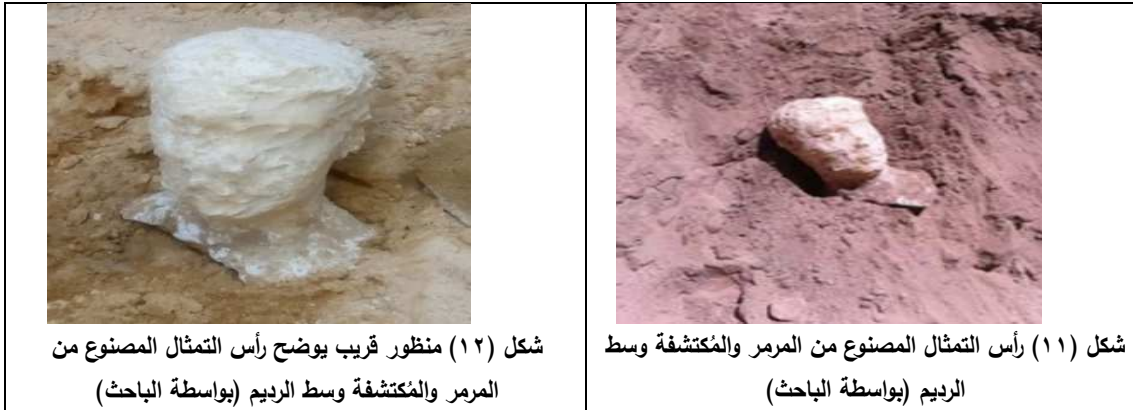 شكل (١١) رأس التمثال المصنوع من المرمر والمُكتشفة وسط
الرديم (بواسطة الباحث)
شكل (١٢) منظور قريب يوضح رأس التمثال المصنوع من
المرمر والمُكتشفة وسط الرديم (بواسطة الباحث)